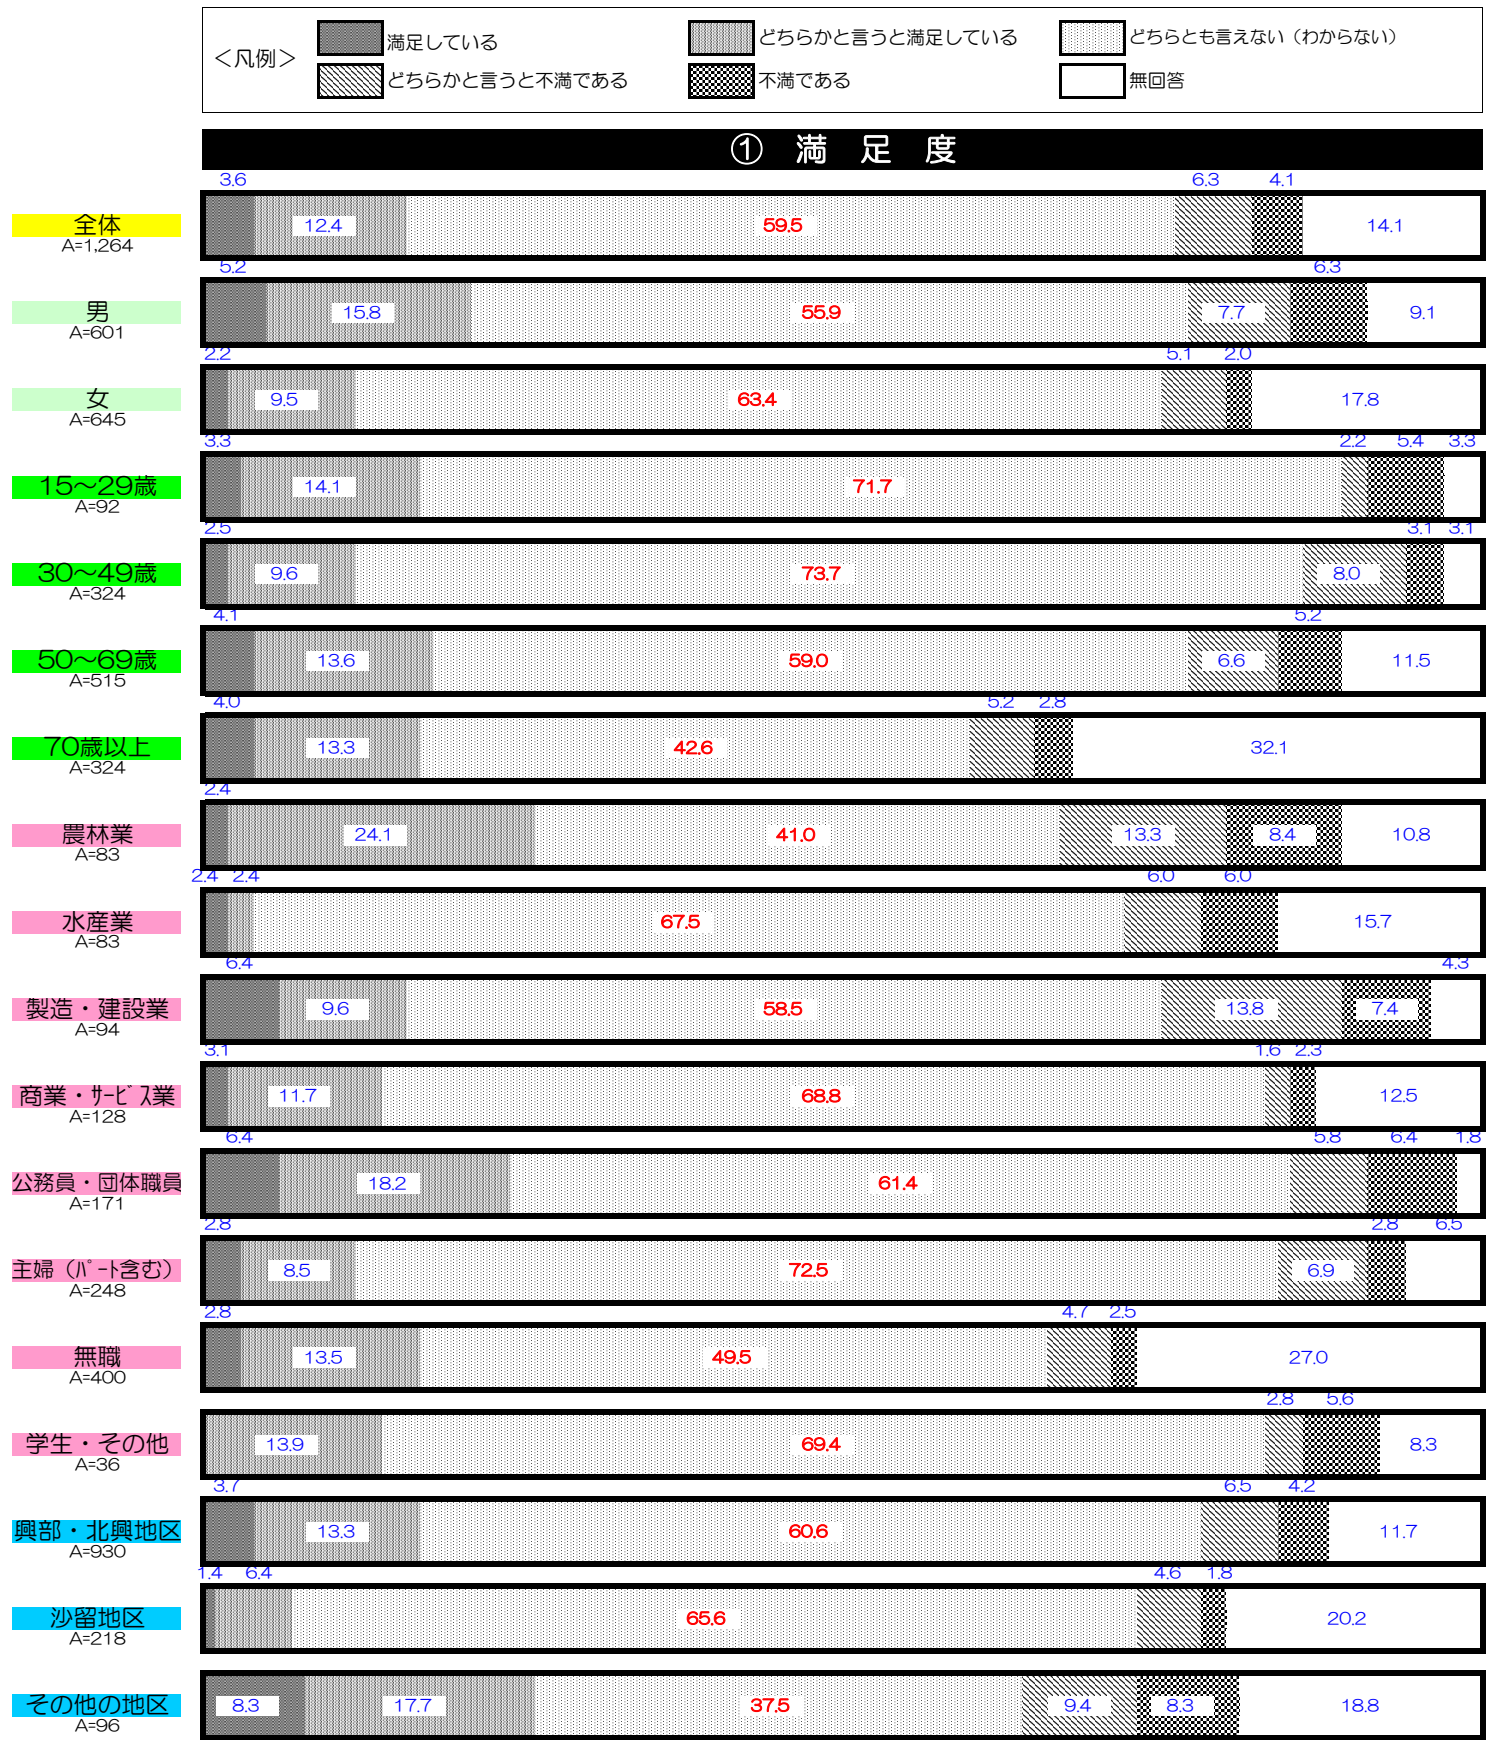 ＜凡例＞
満足している
どちらかと言うと満足している
どちらとも言えない（わからない）
どちらかと言うと不満である
不満である
無回答
① 満 足 度
3.6 6.3 4.1
全体 12.4 59.5 14.1
A=1,264
5.2 6.3
男 15.8 55.9 7.7 9.1
A=601
2.2 5.1 2.0
女 9.5 63.4 17.8
A=645
3.3 2.2 5.4 3.3
15～29歳 14.1 71.7
A=92
2.5 3.1 3.1
30～49歳 9.6 73.7 8.0
A=324
4.1 5.2
50～69歳 13.6 59.0 6.6 11.5
A=515
4.0 5.2 2.8
70歳以上 13.3 42.6 32.1
A=324
2.4
農林業 24.1 41.0 13.3 8.4 10.8
A=83
2.4 2.4 6.0 6.0
水産業 67.5 15.7
A=83
6.4 4.3
製造・建設業 9.6 58.5 13.8 7.4
A=94
3.1 1.6 2.3
商業・ｻｰﾋﾞｽ業 11.7 68.8 12.5
A=128
6.4 5.8 6.4 1.8
公務員・団体職員 18.2 61.4
A=171
2.8 2.8 6.5
主婦（ﾊﾟｰﾄ含む） 8.5 72.5 6.9
A=248
2.8 4.7 2.5
無職 13.5 49.5 27.0
A=400
2.8 5.6
学生・その他 13.9 69.4 8.3
A=36
3.7 6.5 4.2
興部・北興地区 13.3 60.6 11.7
A=930
1.4 6.4 4.6 1.8
沙留地区 65.6 20.2
A=218
その他の地区 8.3 17.7 37.5 9.4 8.3 18.8
A=96